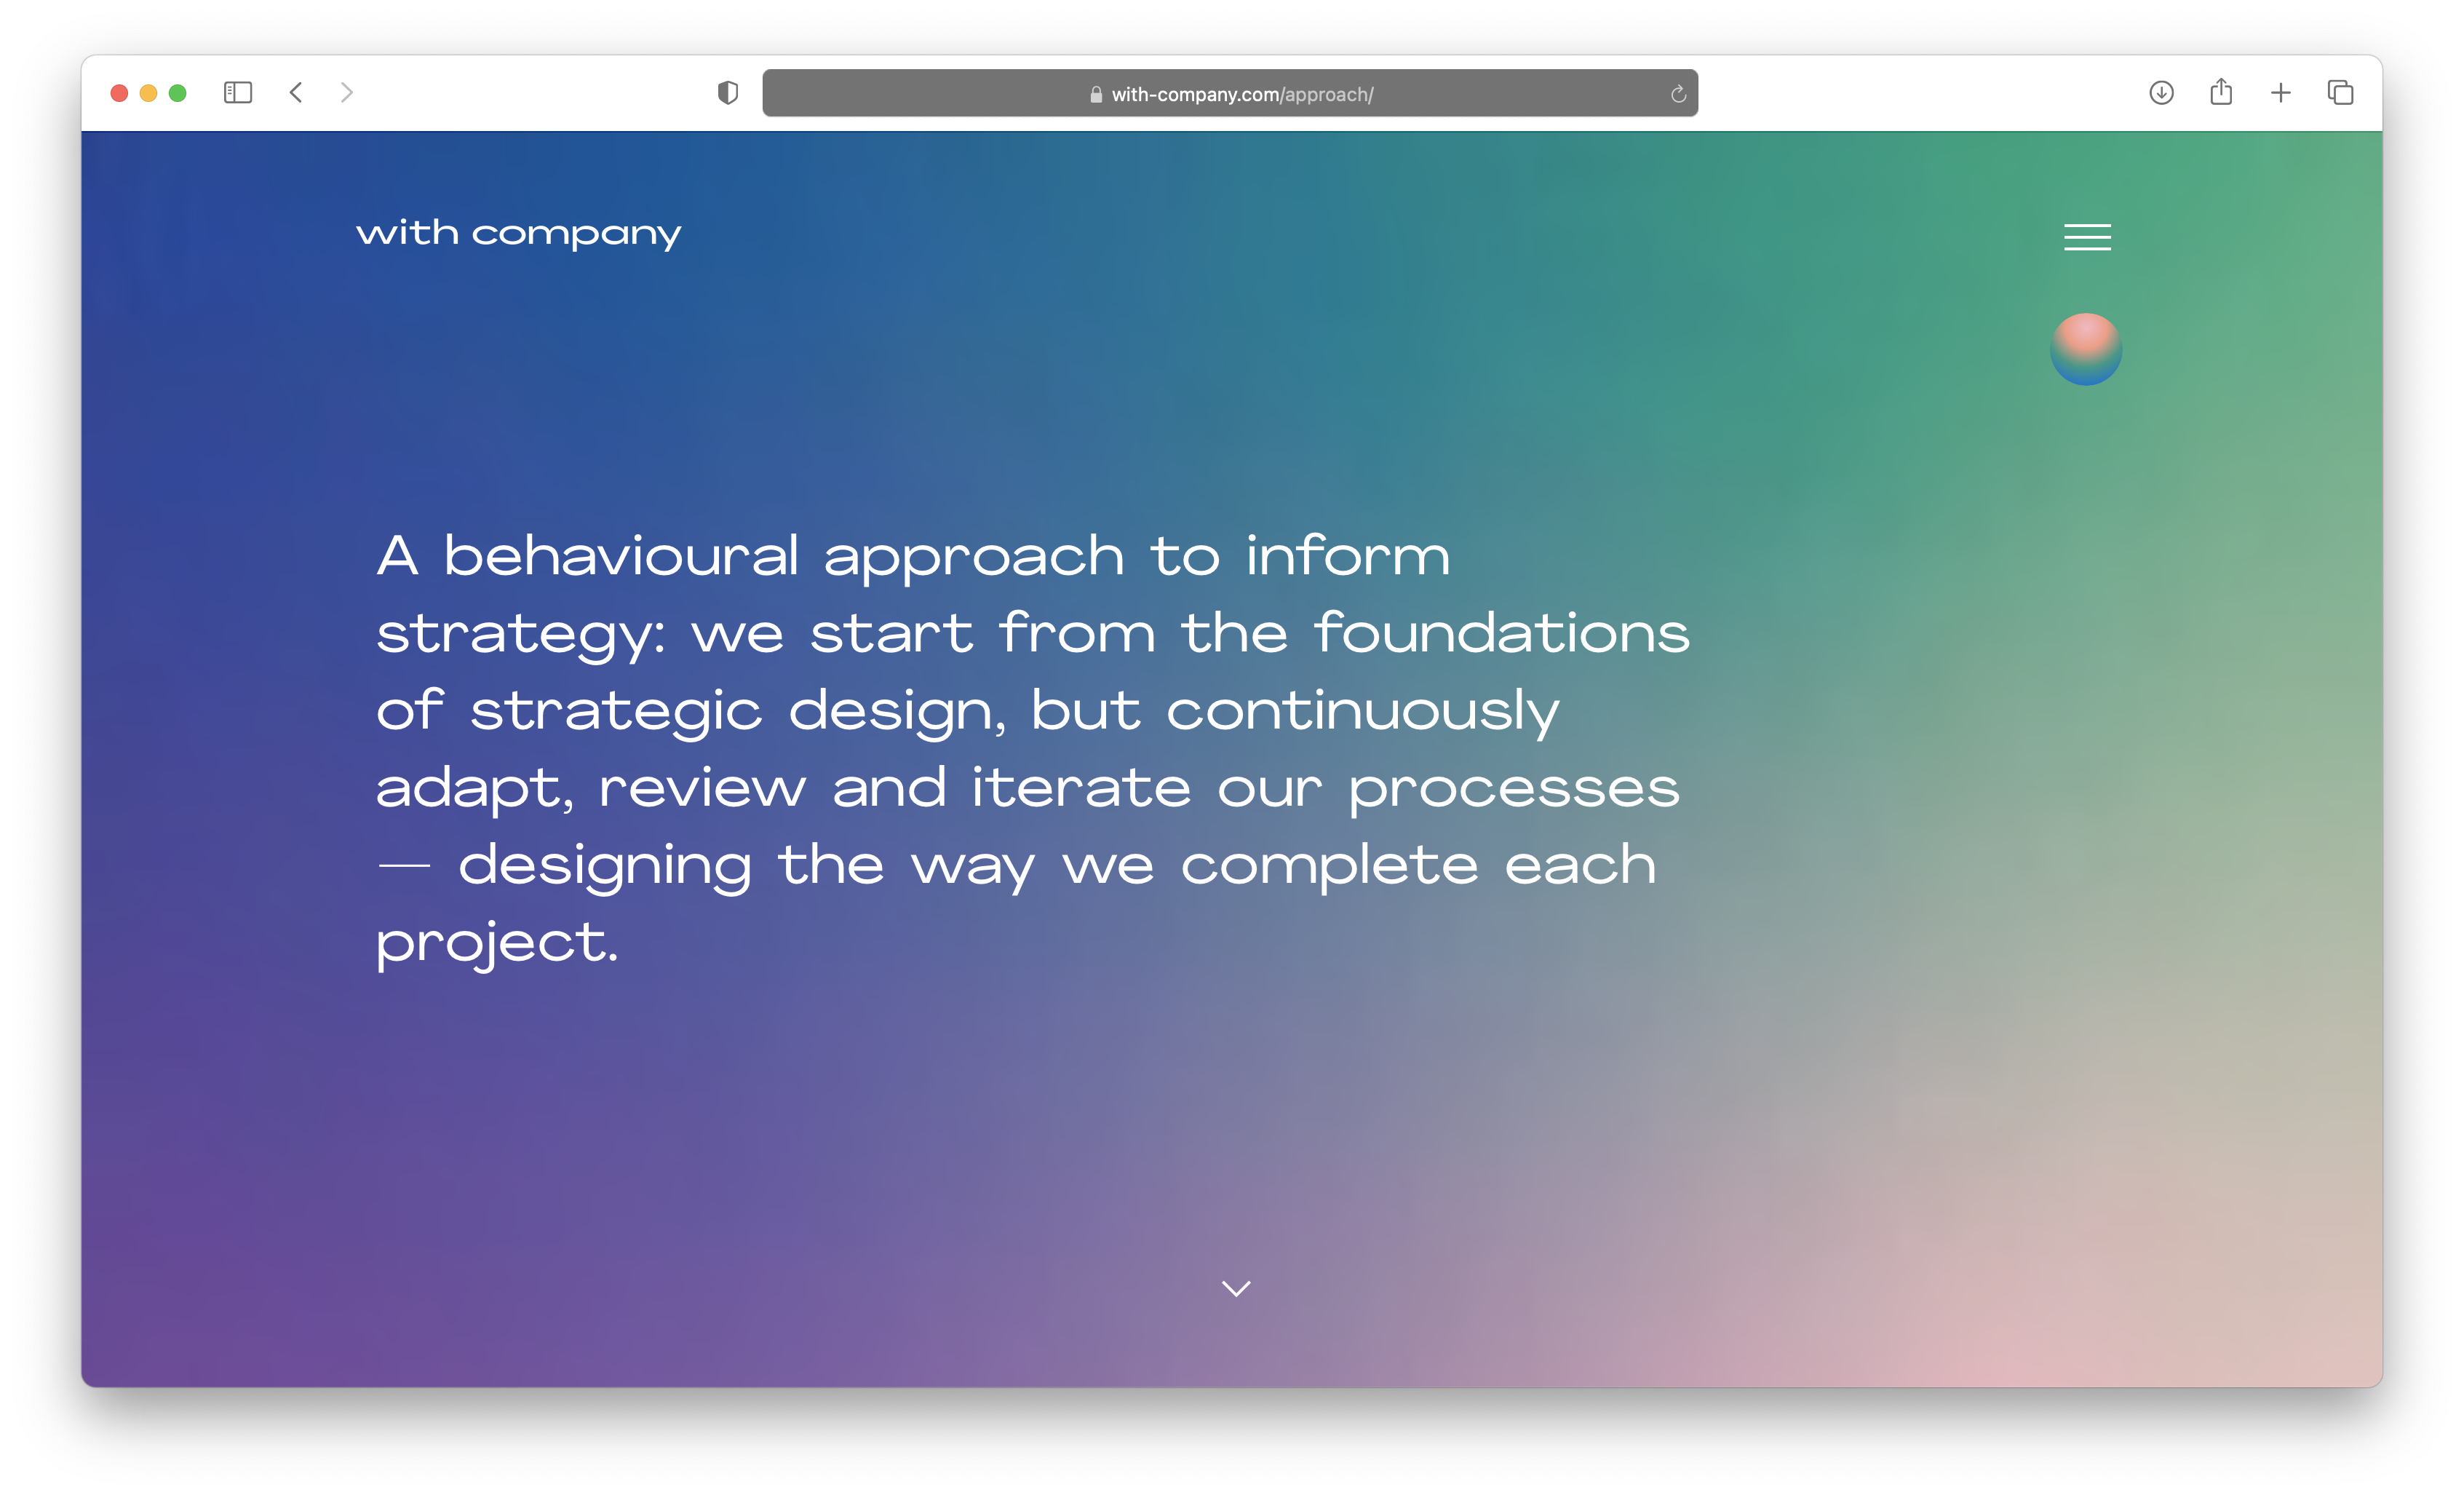 with-company.com/approach/
with company
A behavioural approach to inform
strategy: we start from the foundations
of strategic design, but continuously
adapt, review and iterate our processes
— designing the way we complete each
project.